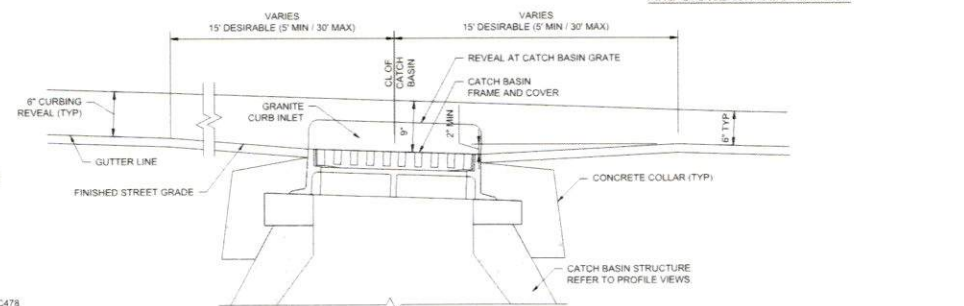 VARIES
15' DESIRABLE (5' MIN / 30' MAX)
VARIES
15' DESIRABLE (5' MIN / 30' MAX)
CL OF
CATCH
BASIN
REVEAL AT CATCH BASIN GRATE
CATCH BASIN
FRAME AND COVER
6" CURBING
REVEAL (TYP)
GRANITE
CURB INLET
9"
2" MIN
6" TYP
GUTTER LINE
FINISHED STREET GRADE
CONCRETE COLLAR (TYP)
CATCH BASIN STRUCTURE
REFER TO PROFILE VIEWS.
C478